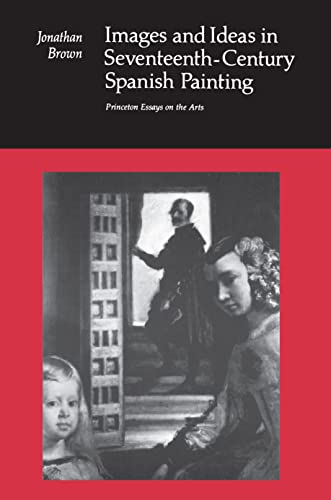 Jonathan
Brown
Images and Ideas in
Seventeenth-Century
Spanish Painting
Princeton Essays on the Arts